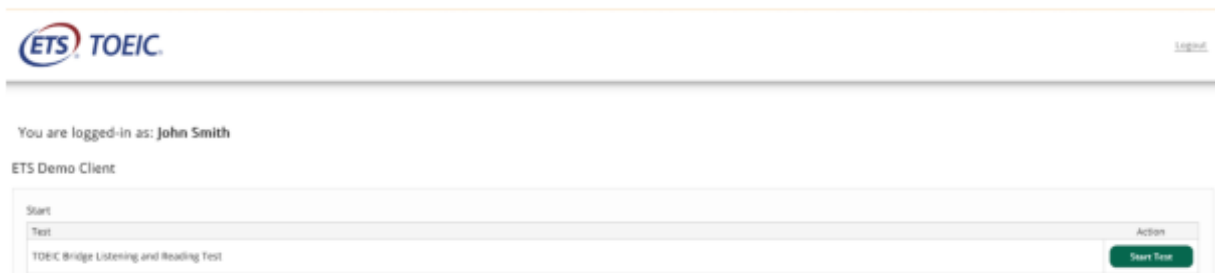 ETS TOEIC.
Logout
You are logged-in as: John Smith
ETS Demo Client
Start
Test Action
TOEIC Bridge Listening and Reading Test Start Test